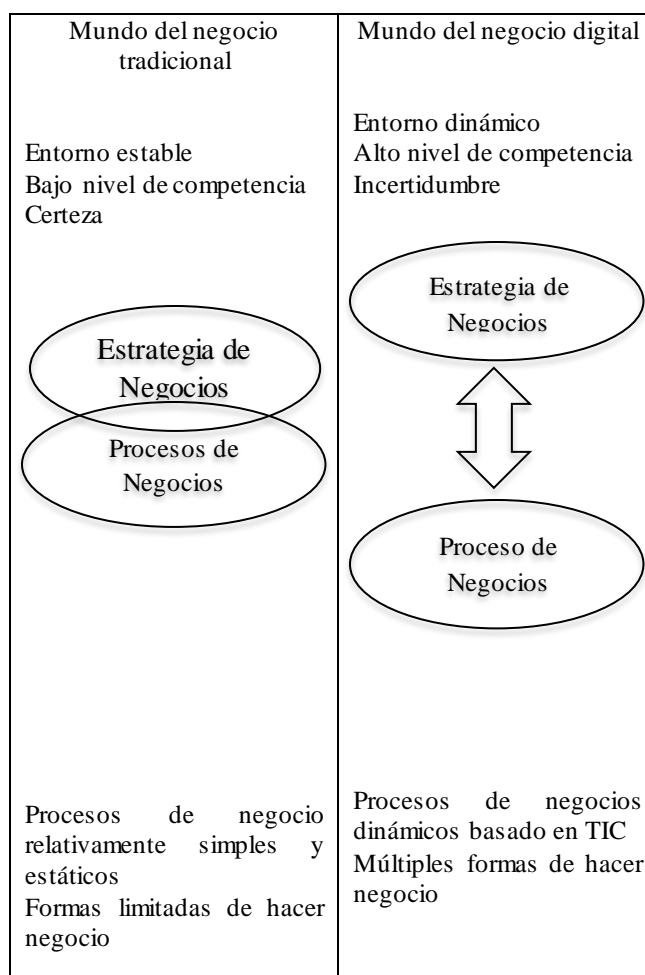 Mundo del negocio
tradicional
Entorno estable
Bajo nivel de competencia
Certeza
Estrategia de
Negocios
Procesos de
Negocios
Procesos de negocio
relativamente simples y
estáticos
Formas limitadas de hacer
negocio
Mundo del negocio digital
Entorno dinámico
Alto nivel de competencia
Incertidumbre
Estrategia de
Negocios
Proceso de
Negocios
Procesos de negocios
dinámicos basado en TIC
Múltiples formas de hacer
negocio